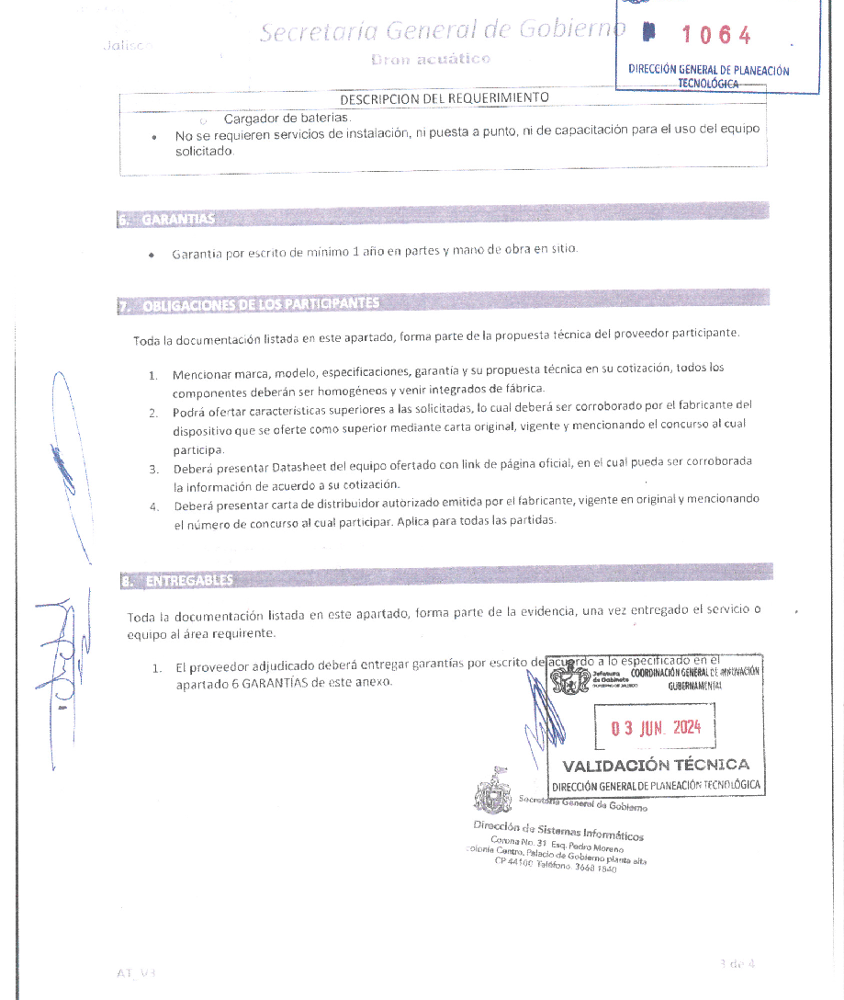 Jalisco
Secretaría General de Gobierno
Dron acuático
1064
DIRECCIÓN GENERAL DE PLANEACIÓN
TECNOLÓGICA
DESCRIPCION DEL REQUERIMIENTO
o Cargador de baterías.
• No se requieren servicios de instalación, ni puesta a punto, ni de capacitación para el uso del equipo
solicitado.
6. GARANTIAS
• Garantia por escrito de mínimo 1 año en partes y mano de obra en sitio.
7. OBLIGACIONES DE LOS PARTICIPANTES
Toda la documentación listada en este apartado, forma parte de la propuesta técnica del proveedor participante.
1. Mencionar marca, modelo, especificaciones, garantía y su propuesta técnica en su cotización, todos los
componentes deberán ser homogéneos y venir integrados de fábrica.
2. Podrá ofertar características superiores a las solicitadas, lo cual deberá ser corroborado por el fabricante del
dispositivo que se oferte como superior mediante carta original, vigente y mencionando el concurso al cual
participa.
3. Deberá presentar Datasheet del equipo ofertado con link de página oficial, en el cual pueda ser corroborada
la información de acuerdo a su cotización.
4. Deberá presentar carta de distribuidor autorizado emitida por el fabricante, vigente en original y mencionando
el número de concurso al cual participar. Aplica para todas las partidas.
8. ENTREGABLES
Toda la documentación listada en este apartado, forma parte de la evidencia, una vez entregado el servicio o
equipo al área requirente.
1. El proveedor adjudicado deberá entregar garantías por escrito de acuerdo a lo especificado en el
apartado 6 GARANTÍAS de este anexo.
Jefatura
de Gabinete
GOBIERNO DE JALISCO
COORDINACIÓN GENERAL DE INNOVACIÓN
GUBERNAMENTAL
03 JUN. 2024
VALIDACIÓN TÉCNICA
DIRECCIÓN GENERAL DE PLANEACIÓN TECNOLÓGICA
Secretaría General de Gobierno
Dirección de Sistemas Informáticos
Corona No. 31 Esq. Pedro Moreno
colonia Centro, Palacio de Gobierno planta alta
CP 44100 Teléfono. 3668 1840
AT_V3
3 de 4